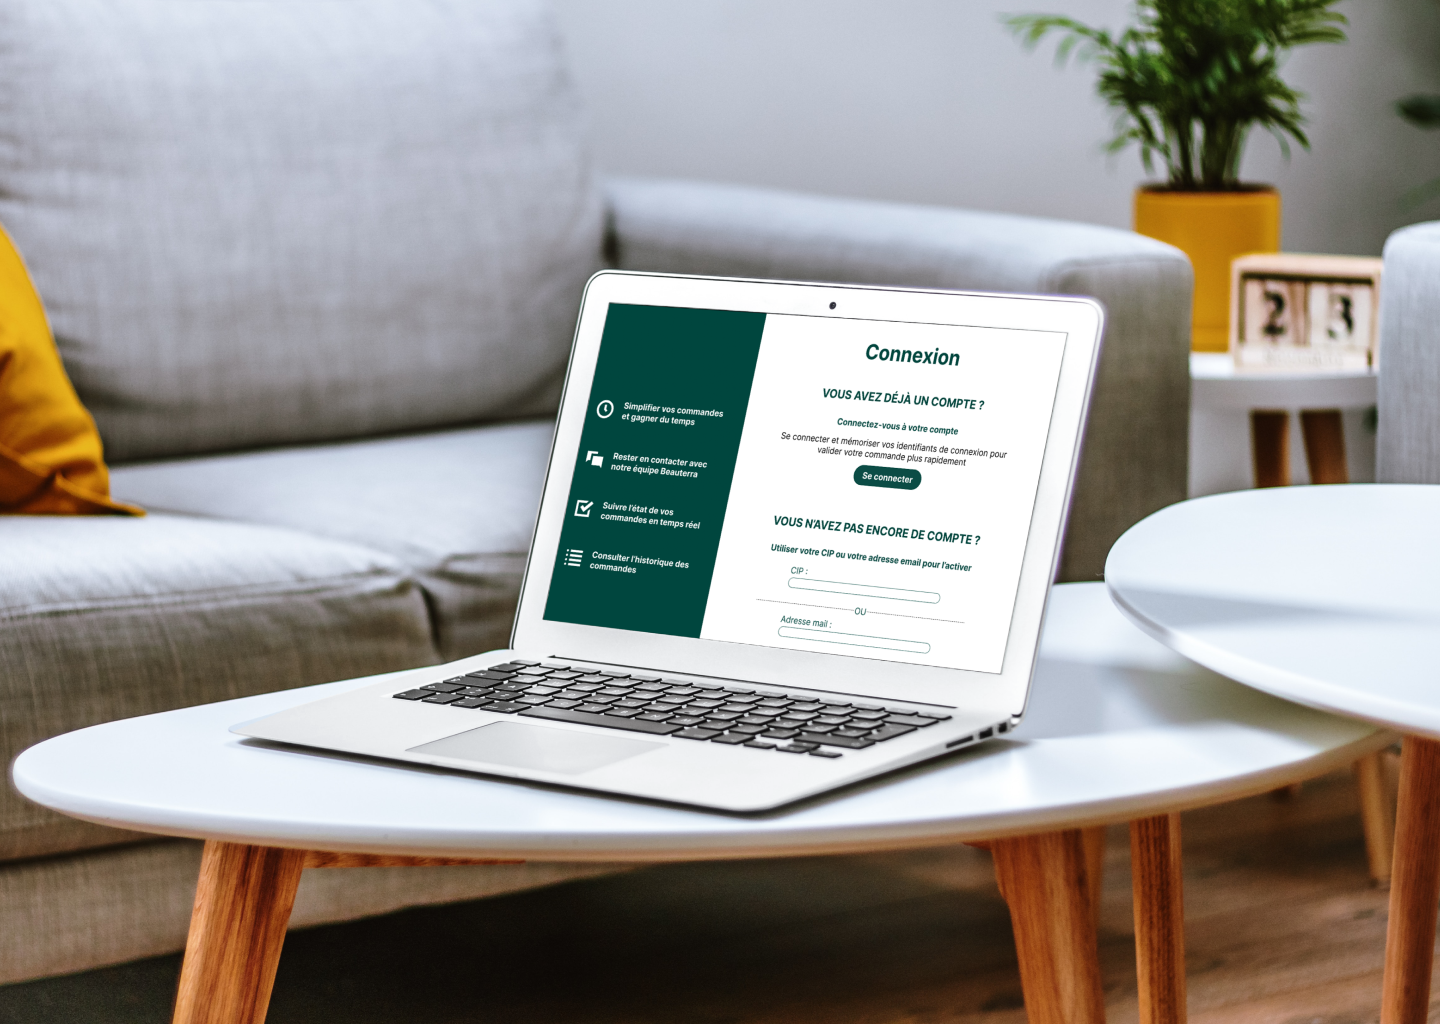 Simplifier vos commandes
et gagner du temps
Rester en contacter avec
notre équipe Beauterra
Suivre l'état de vos
commandes en temps réel
Consulter l'historique des
commandes
Connexion
VOUS AVEZ DÉJÀ UN COMPTE ?
Connectez-vous à votre compte
Se connecter et mémoriser vos identifiants de connexion pour
valider votre commande plus rapidement
Se connecter
VOUS N'AVEZ PAS ENCORE DE COMPTE ?
Utiliser votre CIP ou votre adresse email pour l'activer
CIP :
OU
Adresse mail :
2 3